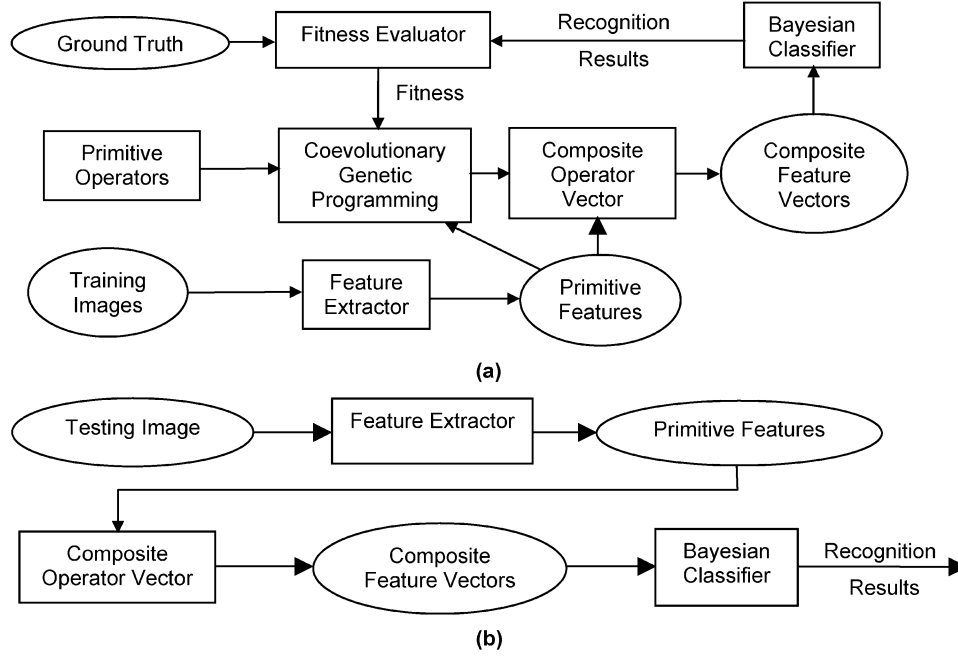 Ground Truth
Fitness Evaluator
Recognition
Results
Bayesian
Classifier
Fitness
Primitive
Operators
Coevolutionary
Genetic
Programming
Composite
Operator
Vector
Composite
Feature
Vectors
Training
Images
Feature
Extractor
Primitive
Features
(a)
Testing Image
Feature Extractor
Primitive Features
Composite
Operator Vector
Composite
Feature Vectors
Bayesian
Classifier
Recognition
Results
(b)